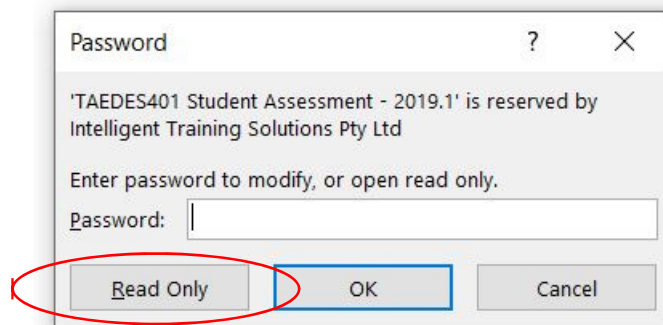 Password ?
'TAEDES401 Student Assessment - 2019.1' is reserved by
Intelligent Training Solutions Pty Ltd
Enter password to modify, or open read only.
Password:
Read Only OK Cancel